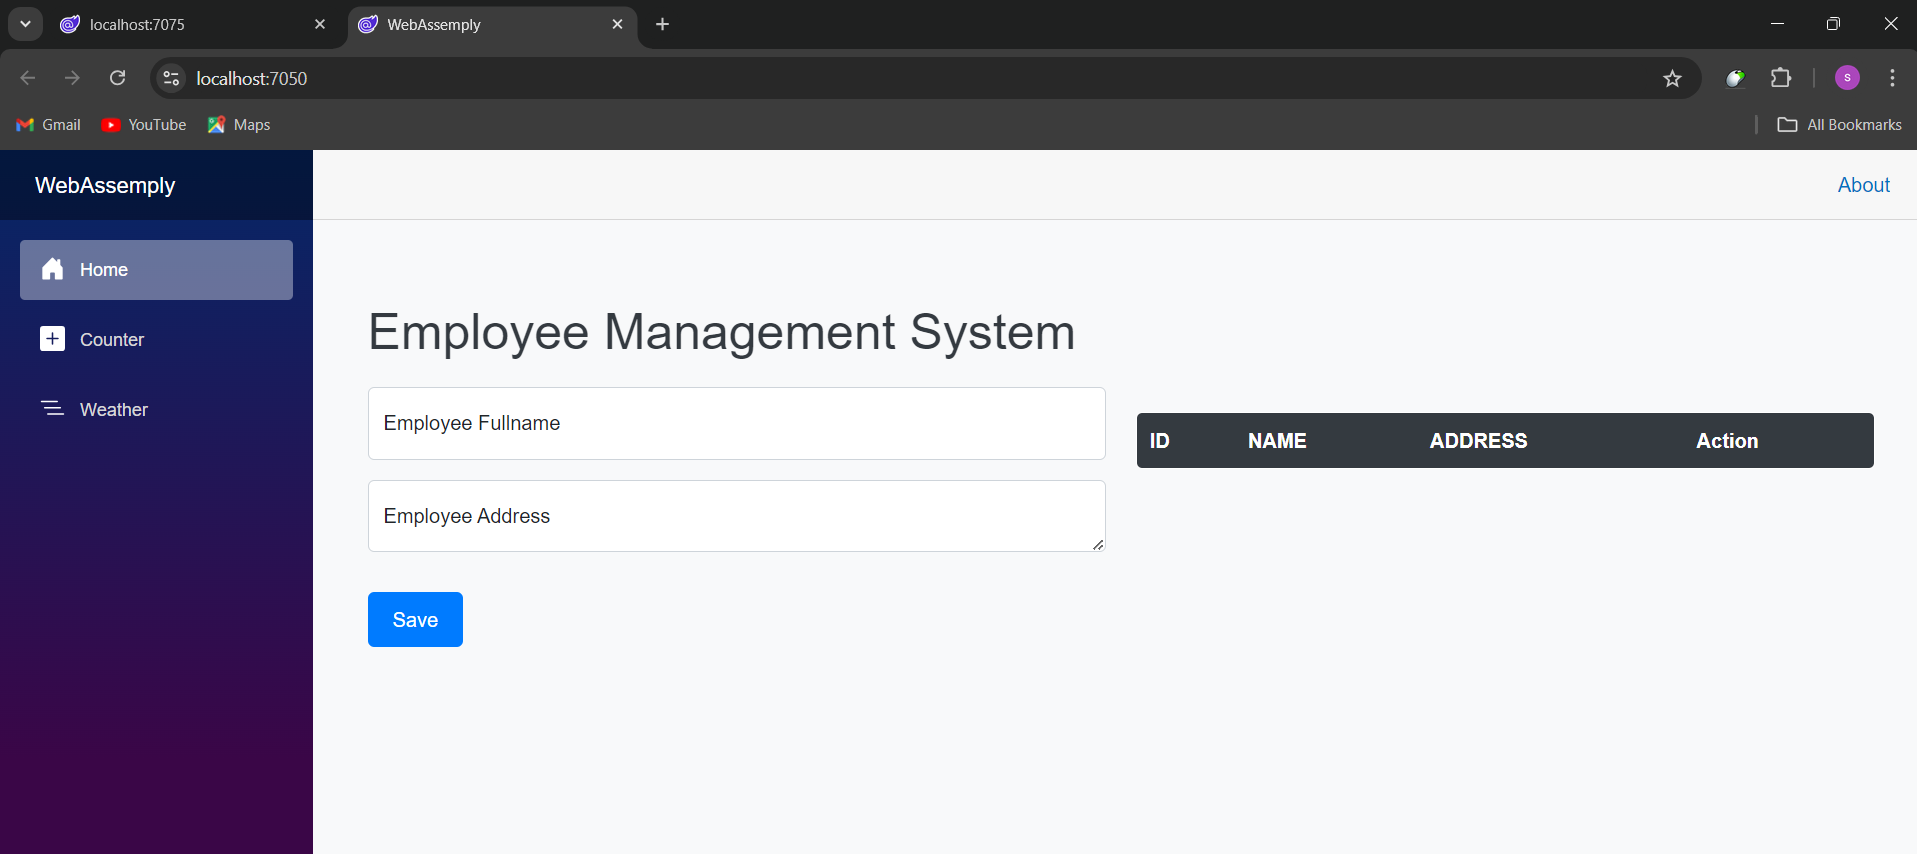 localhost:7075
WebAssemply
localhost:7050
S
Gmail
YouTube
Maps
All Bookmarks
WebAssemply
About
Home
Counter
Weather
Employee Management System
Employee Fullname
Employee Address
Save
ID NAME ADDRESS Action